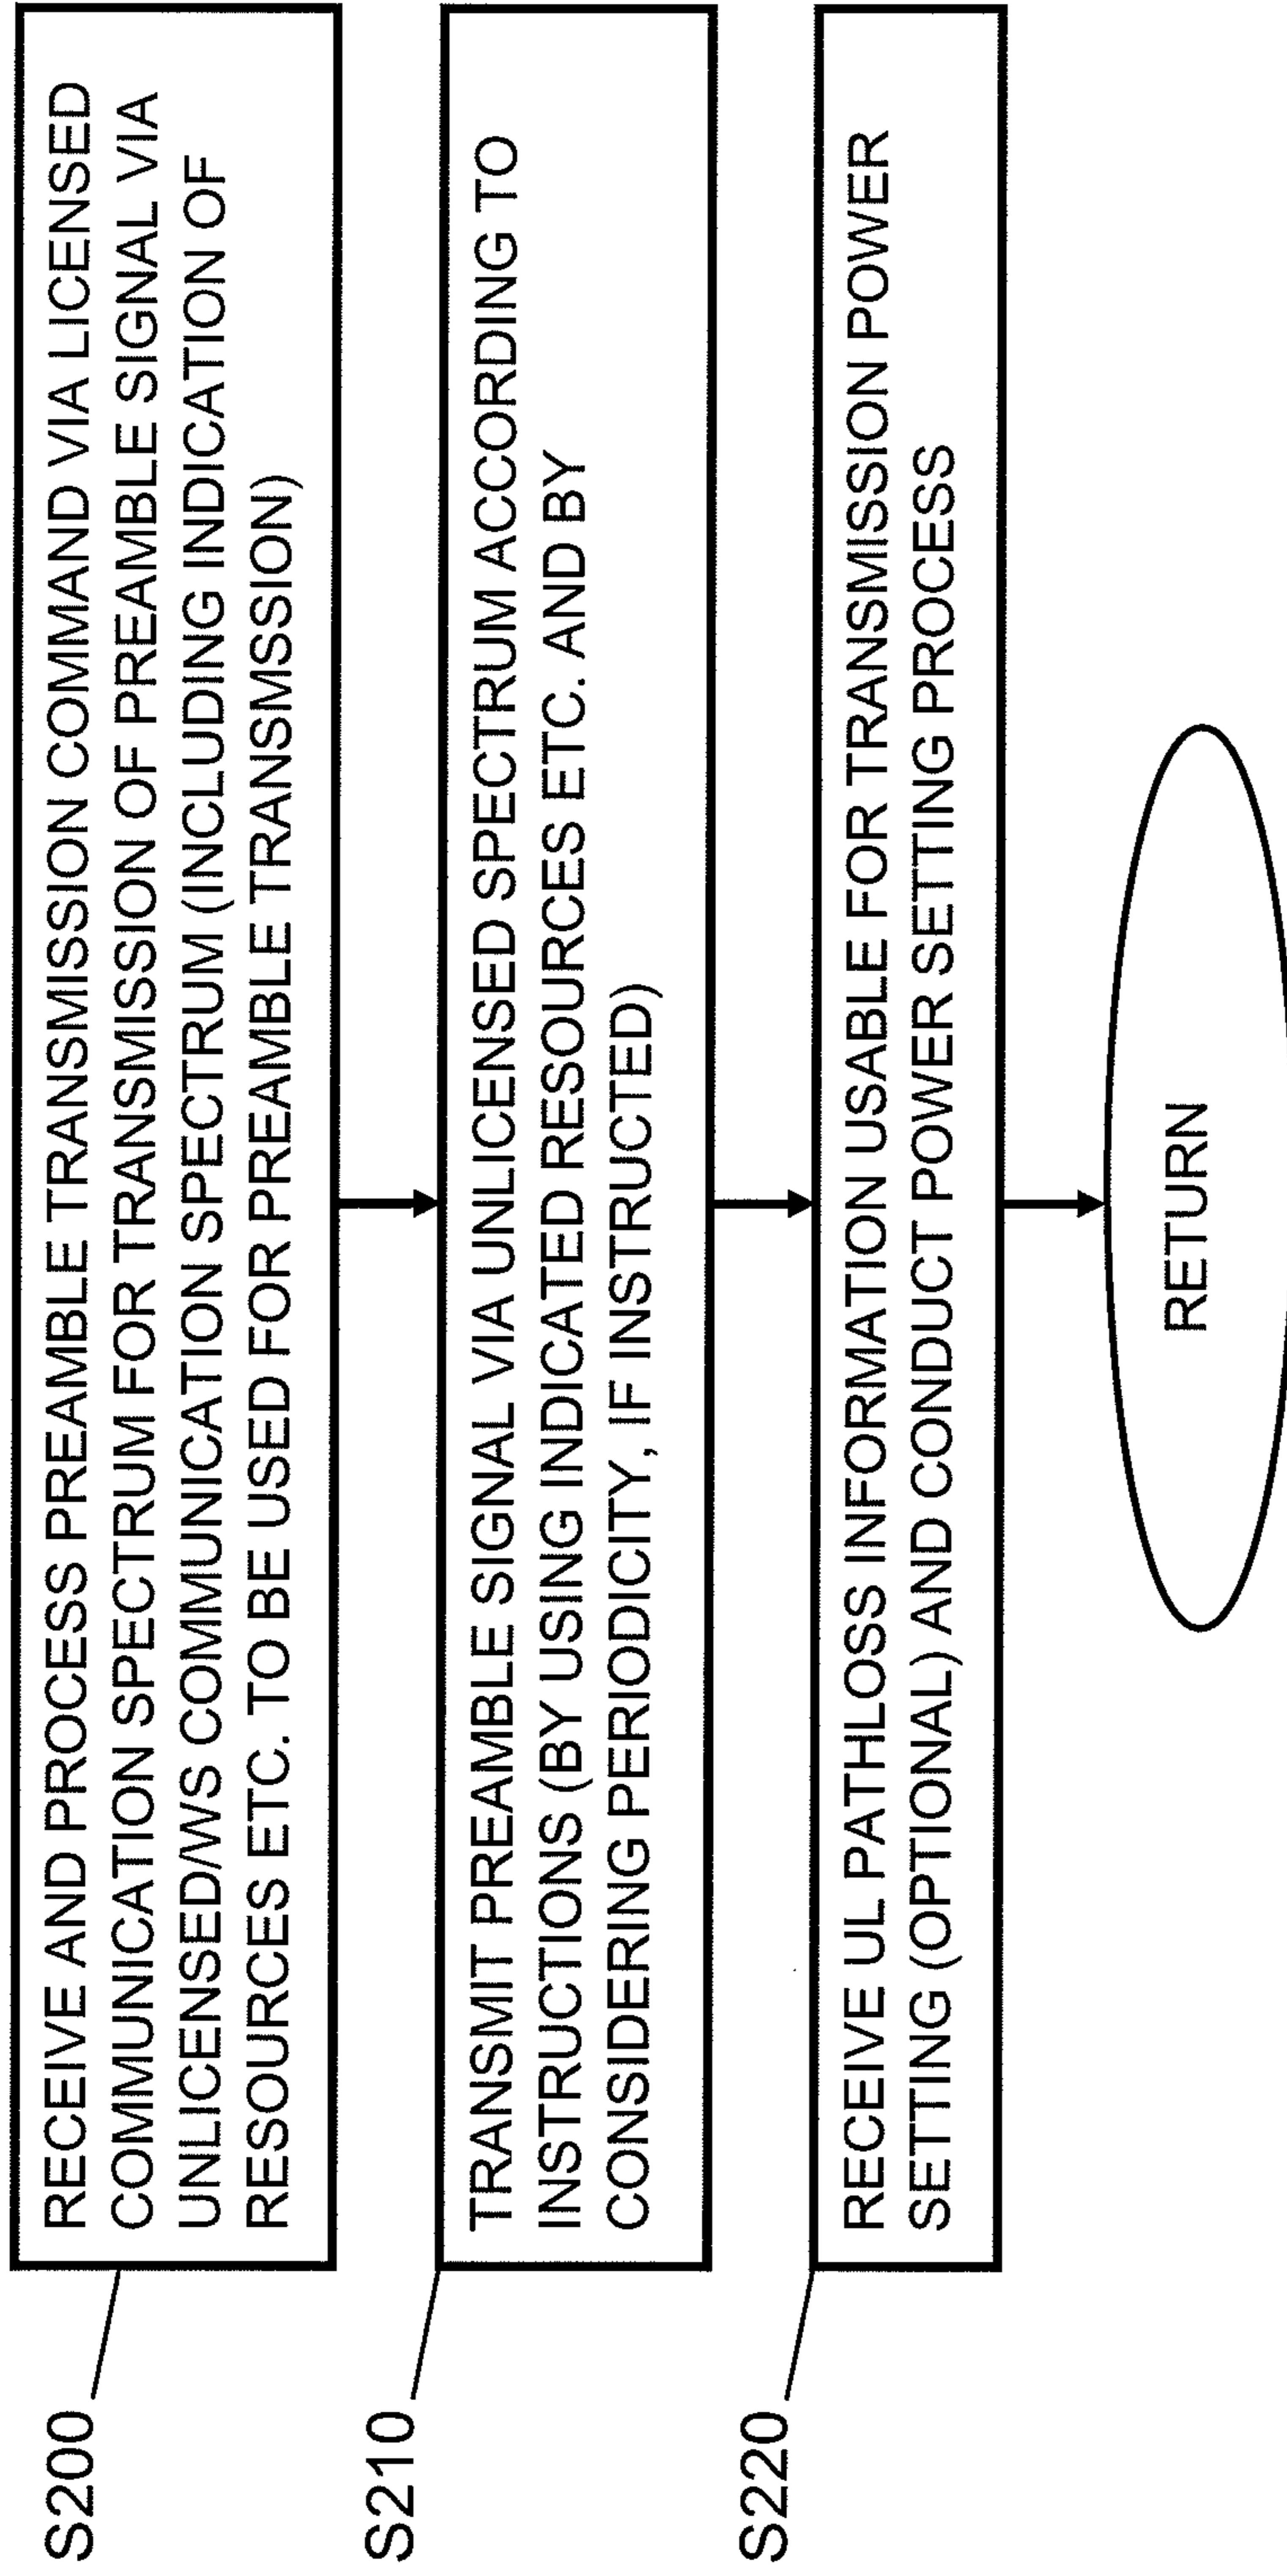 S200
RECEIVE AND PROCESS PREAMBLE TRANSMISSION COMMAND VIA LICENSED
COMMUNICATION SPECTRUM FOR TRANSMISSION OF PREAMBLE SIGNAL VIA
UNLICENSED/WS COMMUNICATION SPECTRUM (INCLUDING INDICATION OF
RESOURCES ETC. TO BE USED FOR PREAMBLE TRANSMISSION)
S210
TRANSMIT PREAMBLE SIGNAL VIA UNLICENSED SPECTRUM ACCORDING TO
INSTRUCTIONS (BY USING INDICATED RESOURCES ETC. AND BY
CONSIDERING PERIODICITY, IF INSTRUCTED)
S220
RECEIVE UL PATHLOSS INFORMATION USABLE FOR TRANSMISSION POWER
SETTING (OPTIONAL) AND CONDUCT POWER SETTING PROCESS
RETURN